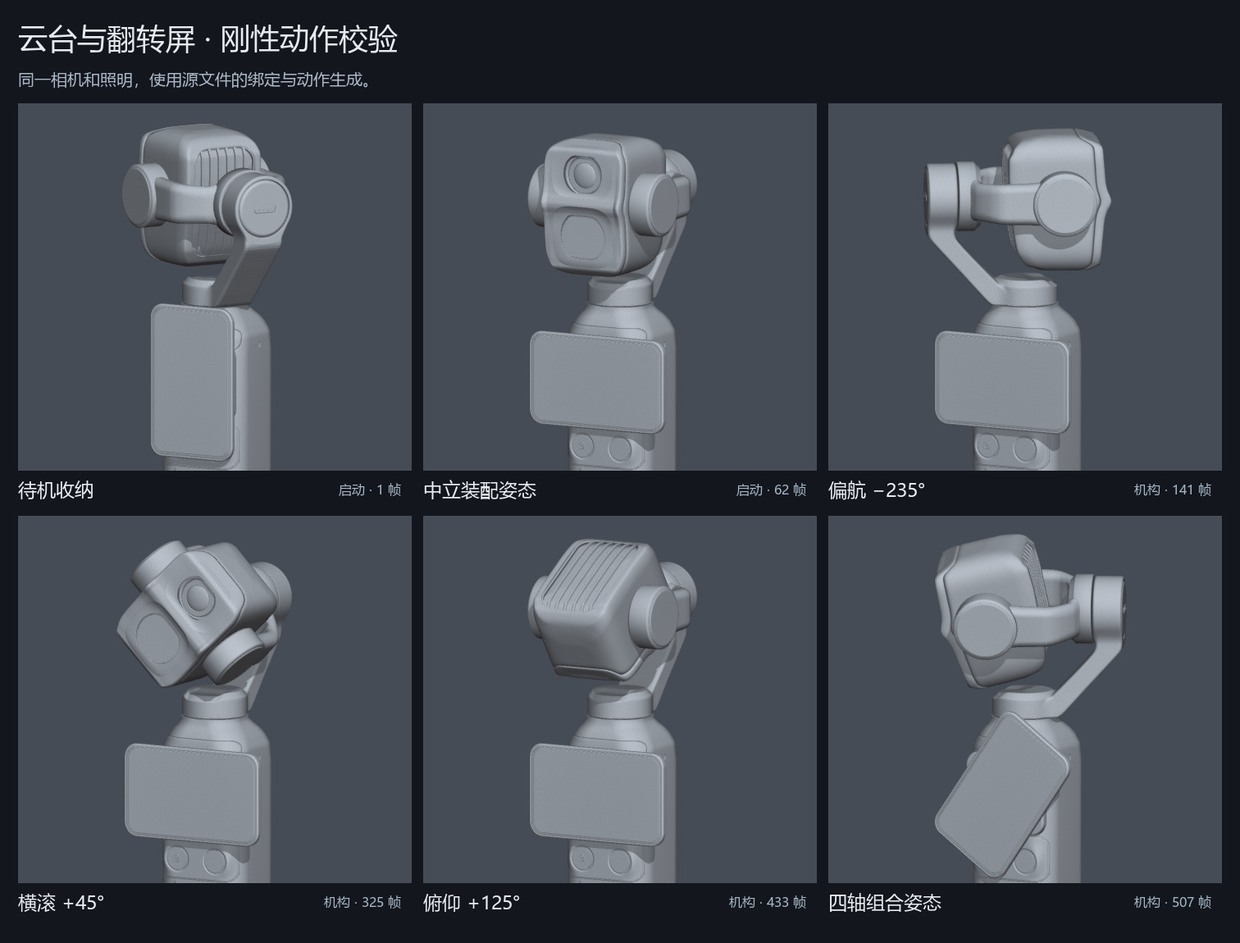 云台与翻转屏 · 刚性动作校验
同一相机和照明，使用源文件的绑定与动作生成。
待机收纳 启动 · 1 帧
中立装配姿态 启动 · 62 帧
偏航 −235° 机构 · 141 帧
横滚 +45° 机构 · 325 帧
俯仰 +125° 机构 · 433 帧
四轴组合姿态 机构 · 507 帧